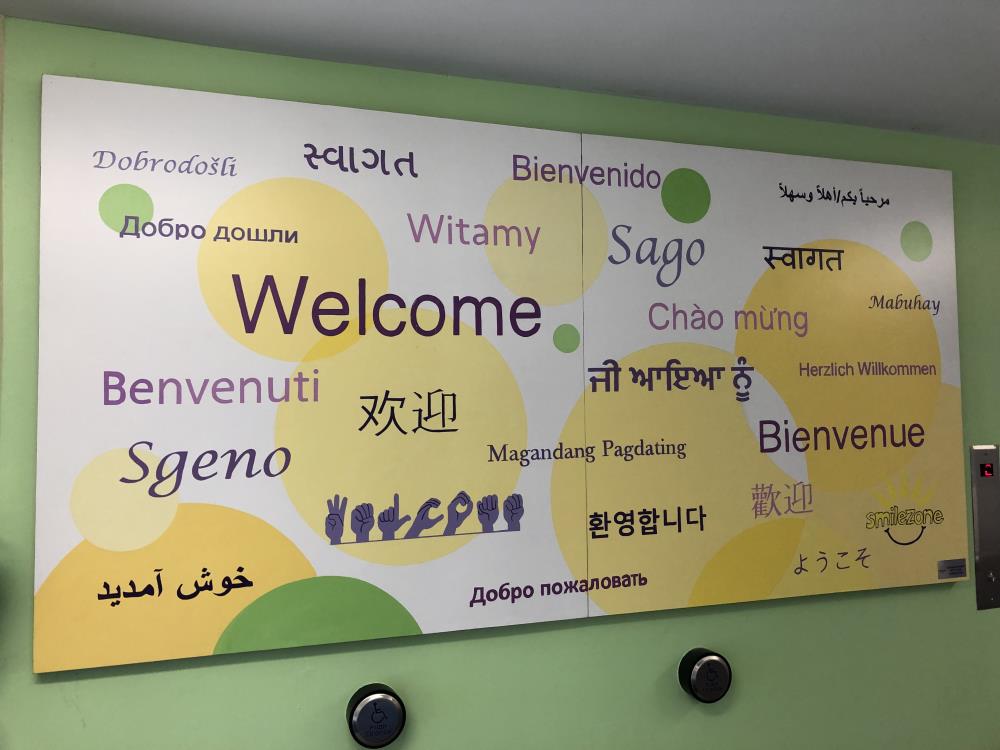 Dobrodošli
સ્વાગત
Bienvenido
مرحباً بكم/أهلاً وسهلاً
Добро дошли
Witamy
Sago
स्वागत
Welcome
Chào mừng
Mabuhay
Benvenuti
欢迎
ਜੀ ਆਇਆ ਨੂੰ
Herzlich Willkommen
Sgeno
Magandang Pagdating
Bienvenue
환영합니다
歡迎
smilezone
خوش آمدید
Добро пожаловать
ようこそ